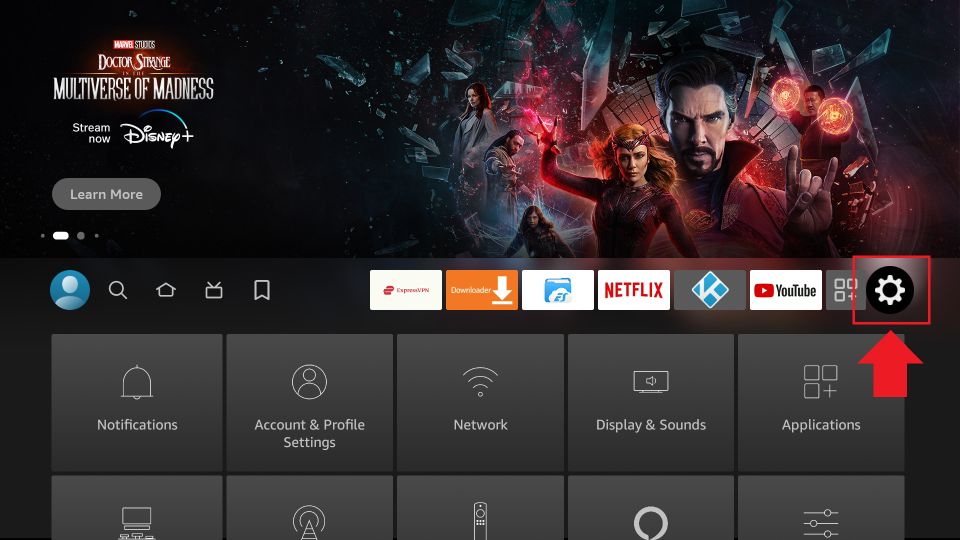 MARVEL STUDIOS
DOCTOR STRANGE
IN THE
MULTIVERSE OF MADNESS
Stream
now
Disney+
Learn More
ExpressVPN
Downloader
ES
NETFLIX
YouTube
Notifications
Account & Profile
Settings
Network
Display & Sounds
Applications